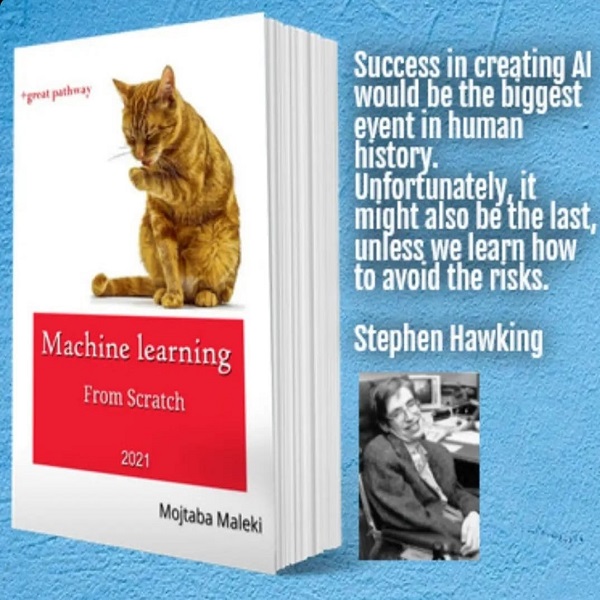 +great pathway
Machine learning
From Scratch
2021
Mojtaba Maleki
Success in creating AI
would be the biggest
event in human
history.
Unfortunately, it
might also be the last,
unless we learn how
to avoid the risks.
Stephen Hawking